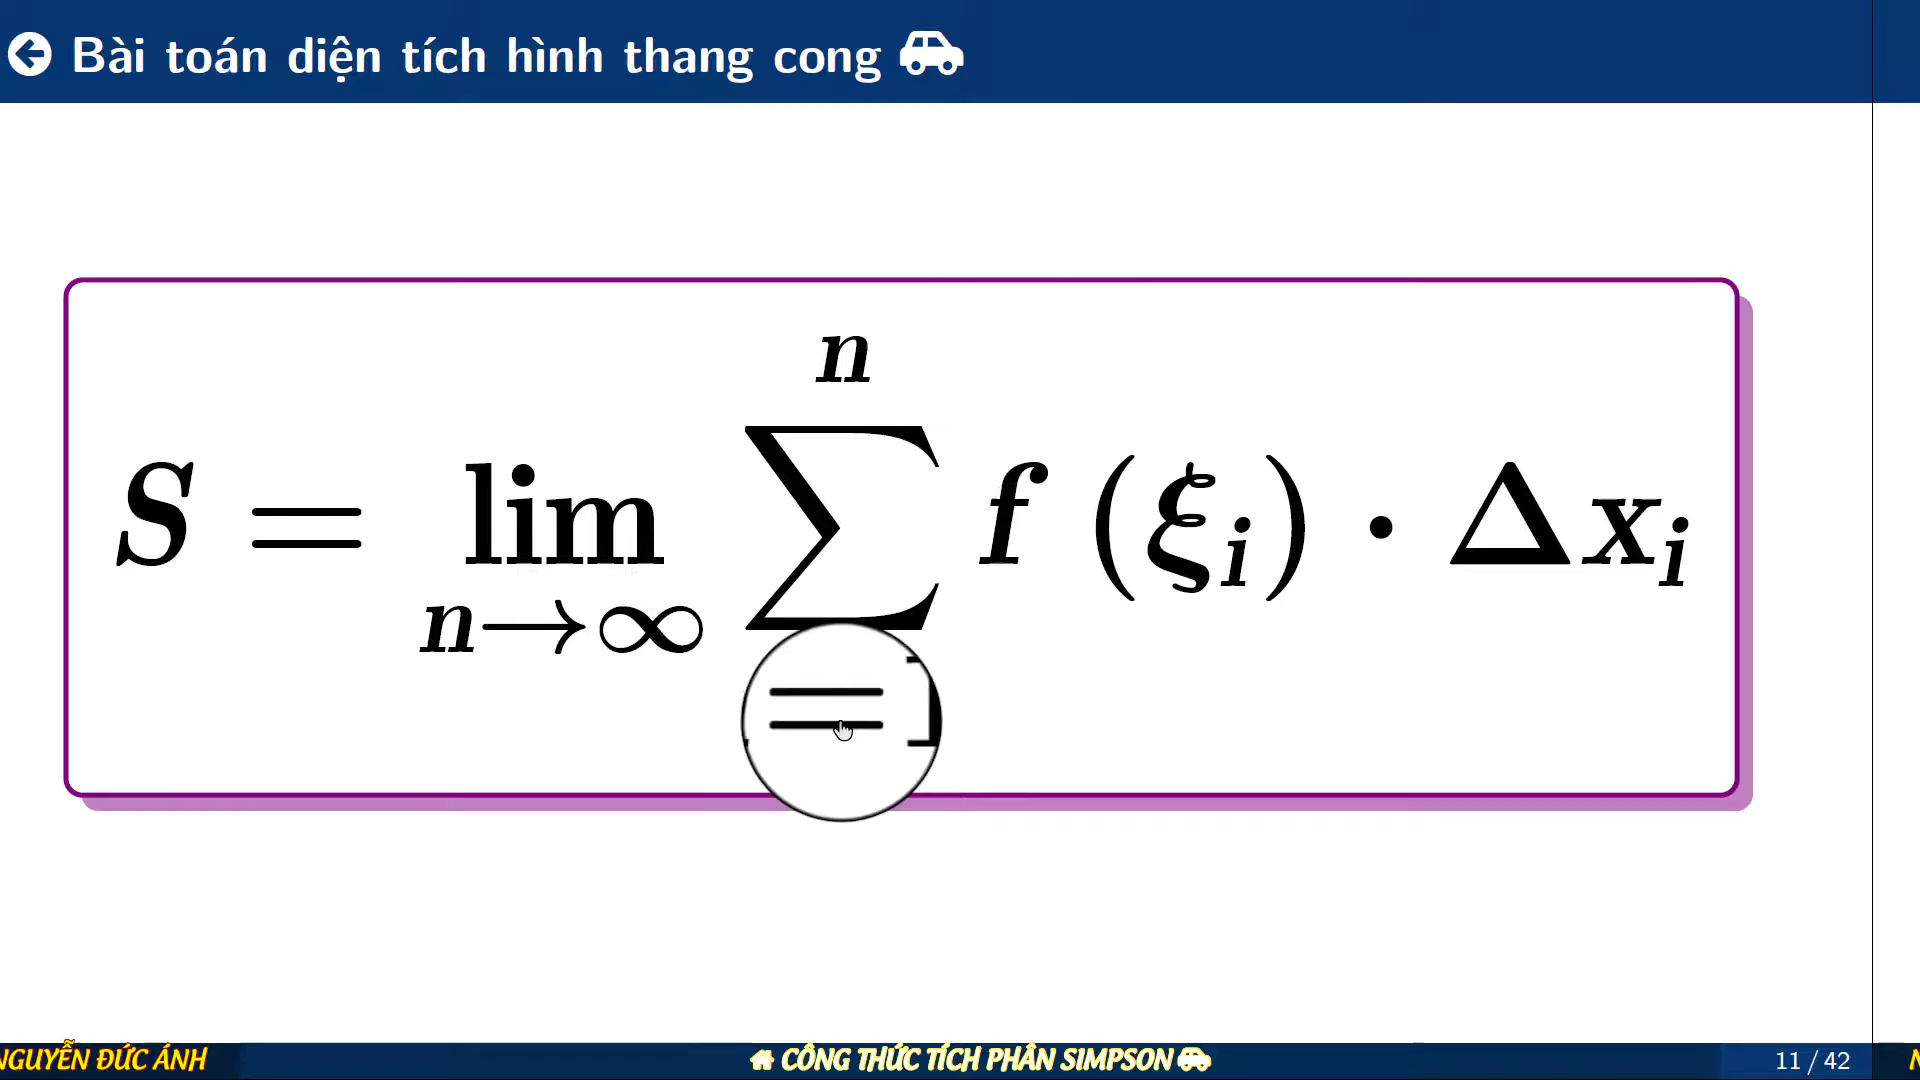 Bài toán diện tích hình thang cong
n
S = lim ∑ f (ξᵢ) · Δxᵢ
n→∞ =
NGUYỄN ĐỨC ÁNH
CÔNG THỨC TÍCH PHÂN SIMPSON
11 / 42